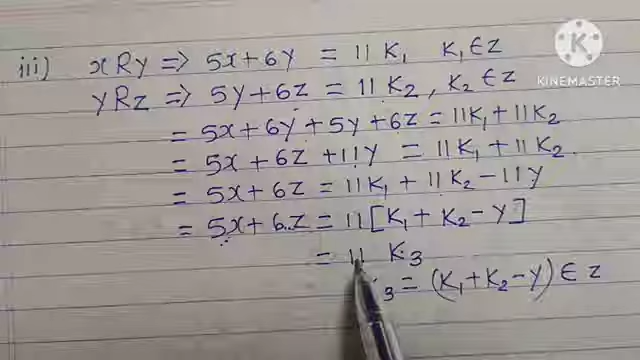 iii) xRy => 5x+6y = 11 K₁ K₁ ∈ Z
yRz => 5y+6z = 11 K₂, K₂ ∈ Z
= 5x+6y+5y+6z = 11K₁+11K₂
= 5x+6z+11y = 11K₁+11K₂.
= 5x+6z = 11K₁+11K₂-11y
= 5x+6z = 11[K₁+K₂-y]
= 11 K₃
₃ = (K₁+K₂-y) ∈ Z
K
KINEMASTER